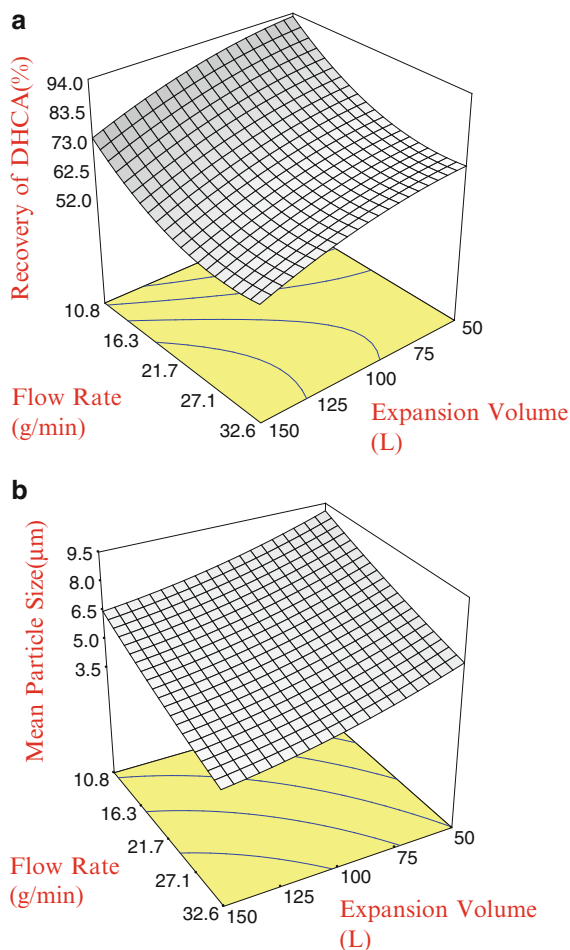 a
Recovery of DHCA(%)
94.0
83.5
73.0
62.5
52.0
10.8
16.3
21.7
27.1
32.6
Flow Rate
(g/min)
150
125
100
75
50
Expansion Volume
(L)
b
Mean Particle Size(μm)
9.5
8.0
6.5
5.0
3.5
10.8
16.3
21.7
27.1
32.6
Flow Rate
(g/min)
150
125
100
75
50
Expansion Volume
(L)